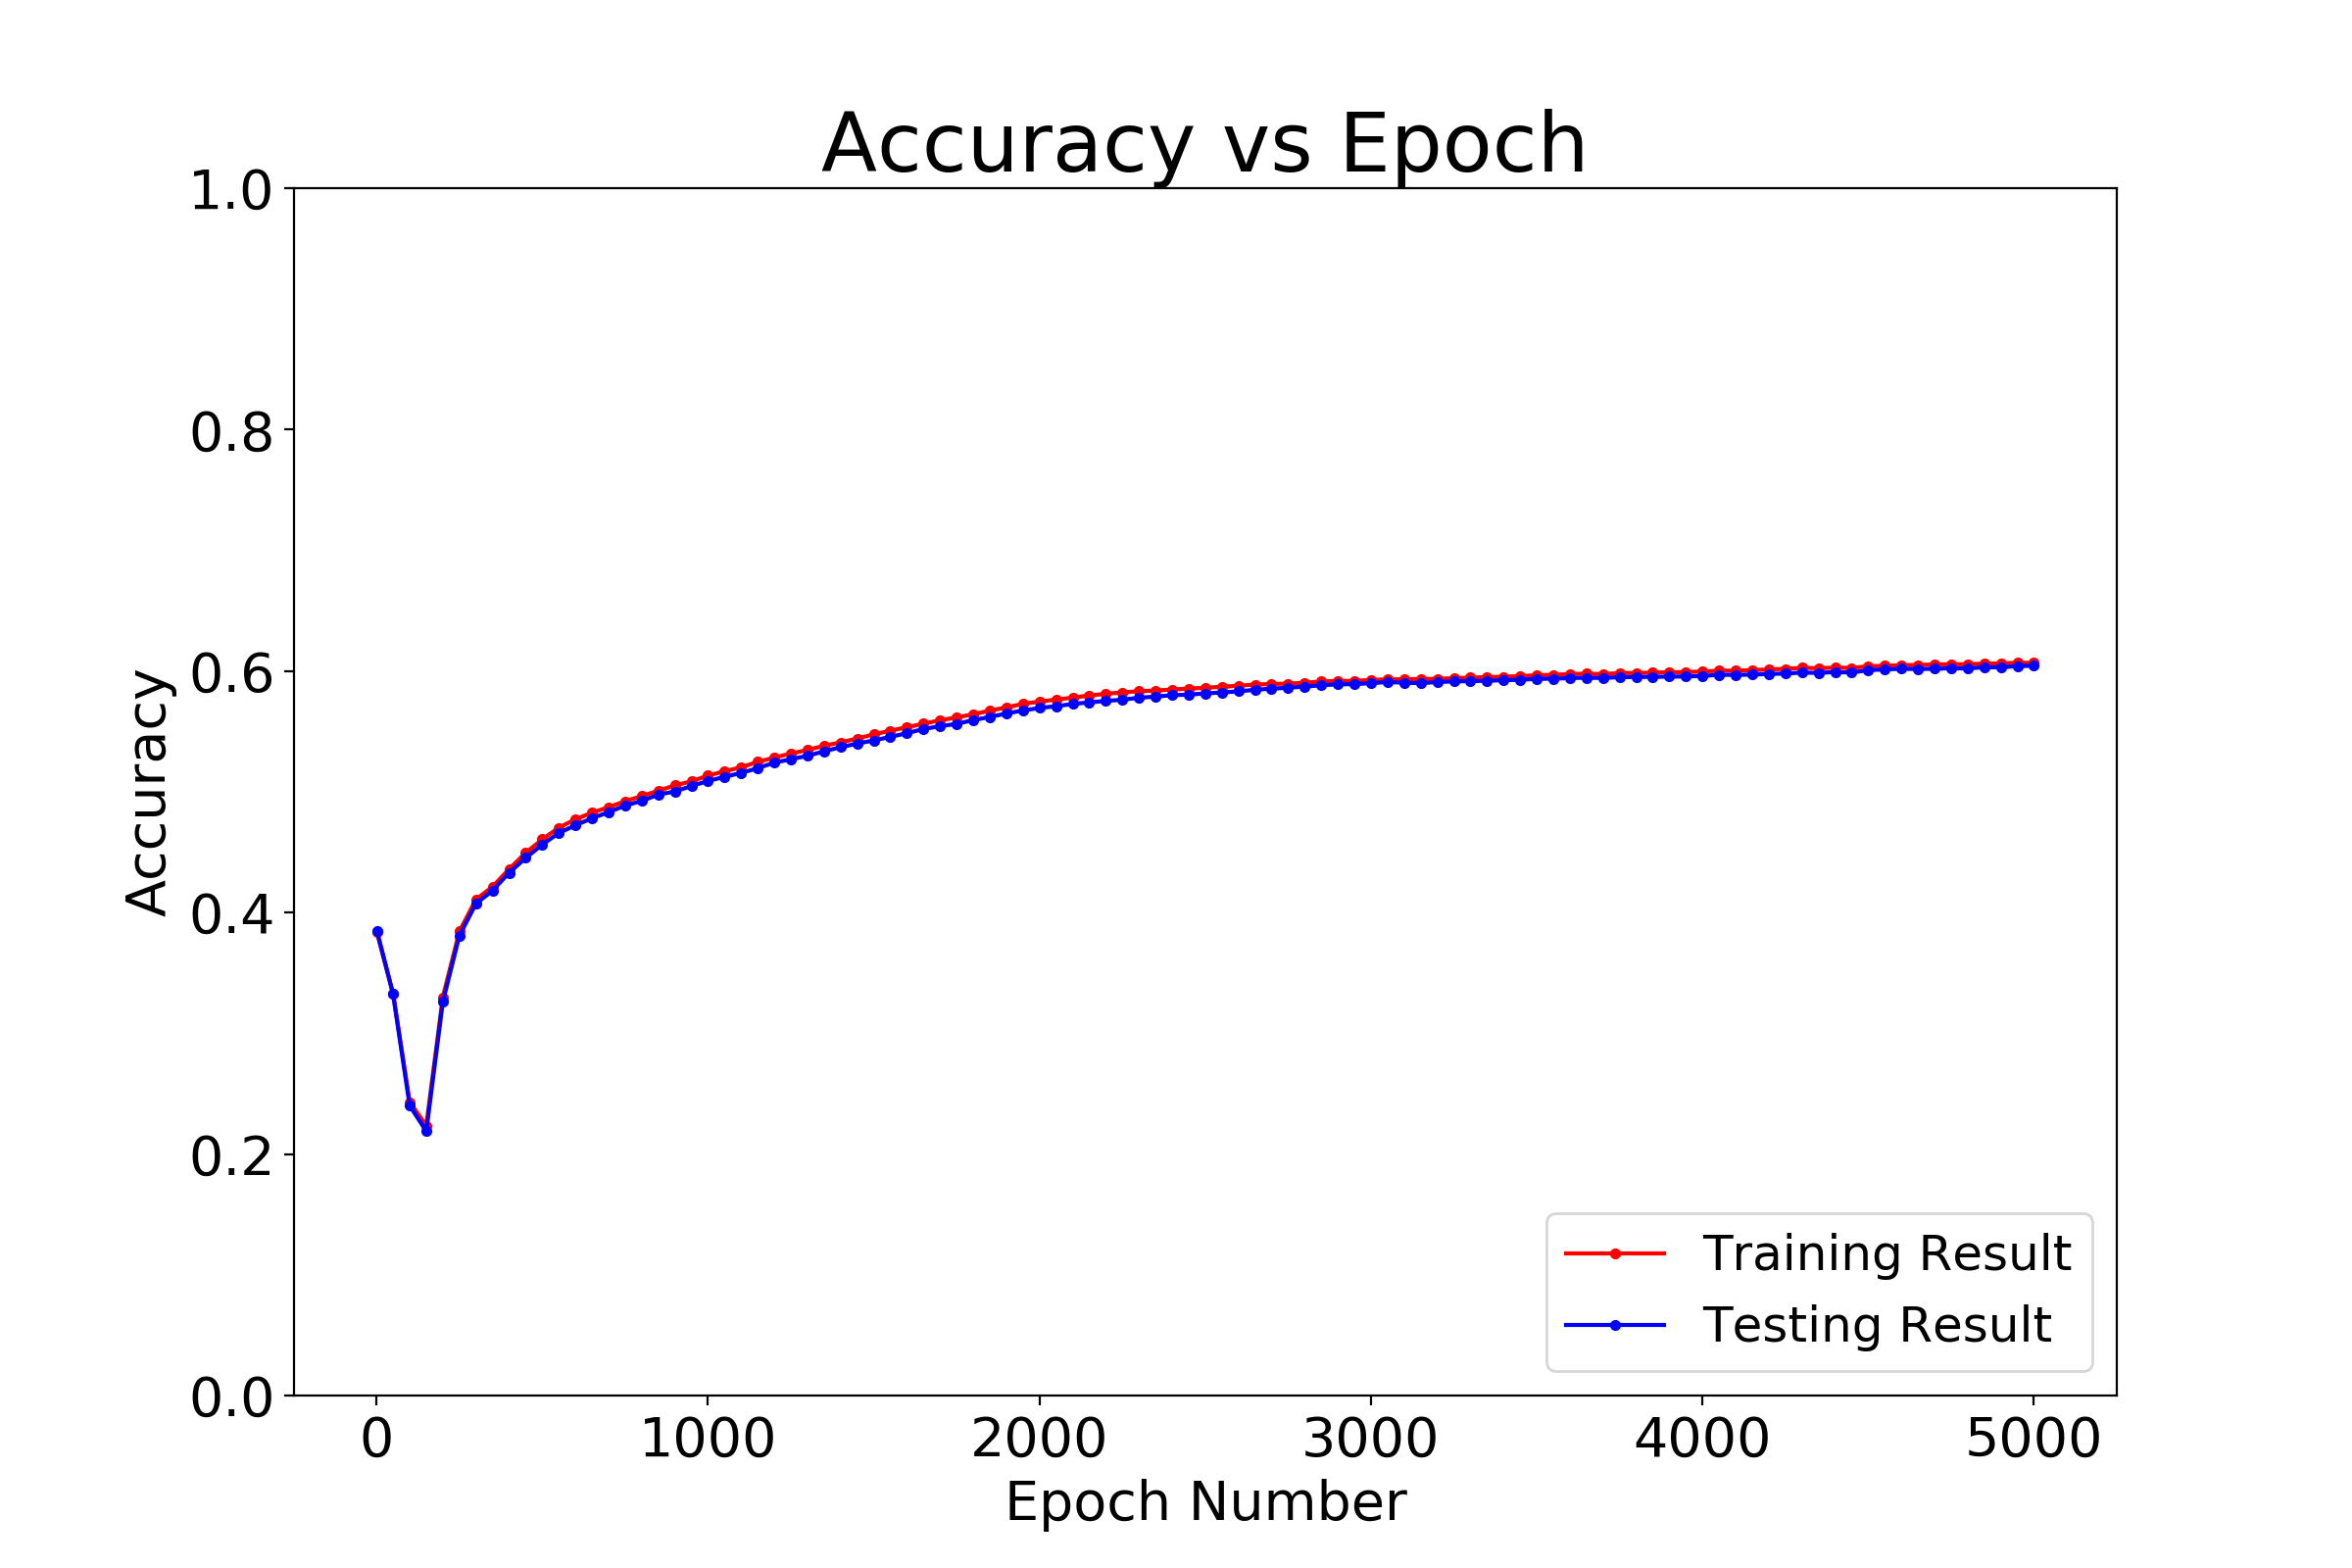 Accuracy vs Epoch
1.0
0.8
0.6
0.4
0.2
0.0
Accuracy
0 1000 2000 3000 4000 5000
Epoch Number
Training Result
Testing Result